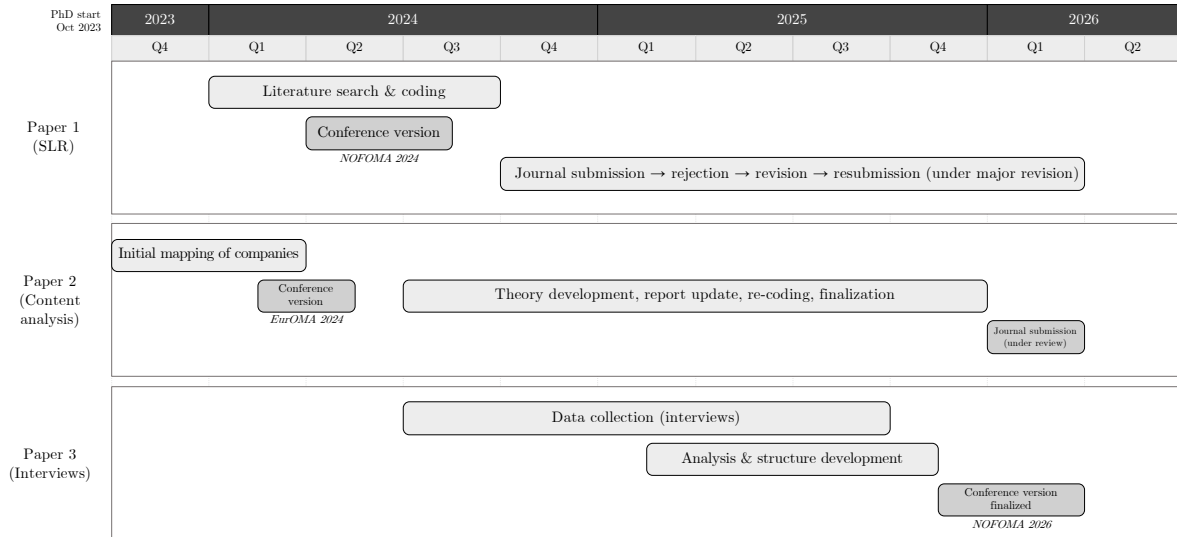 PhD start
Oct 2023
2023 2024 2025 2026
Q4 Q1 Q2 Q3 Q4 Q1 Q2 Q3 Q4 Q1 Q2
Paper 1
(SLR)
Literature search & coding
Conference version
NOFOMA 2024
Journal submission → rejection → revision → resubmission (under major revision)
Paper 2
(Content
analysis)
Initial mapping of companies
Conference
version
EurOMA 2024
Theory development, report update, re-coding, finalization
Journal submission
(under review)
Paper 3
(Interviews)
Data collection (interviews)
Analysis & structure development
Conference version
finalized
NOFOMA 2026